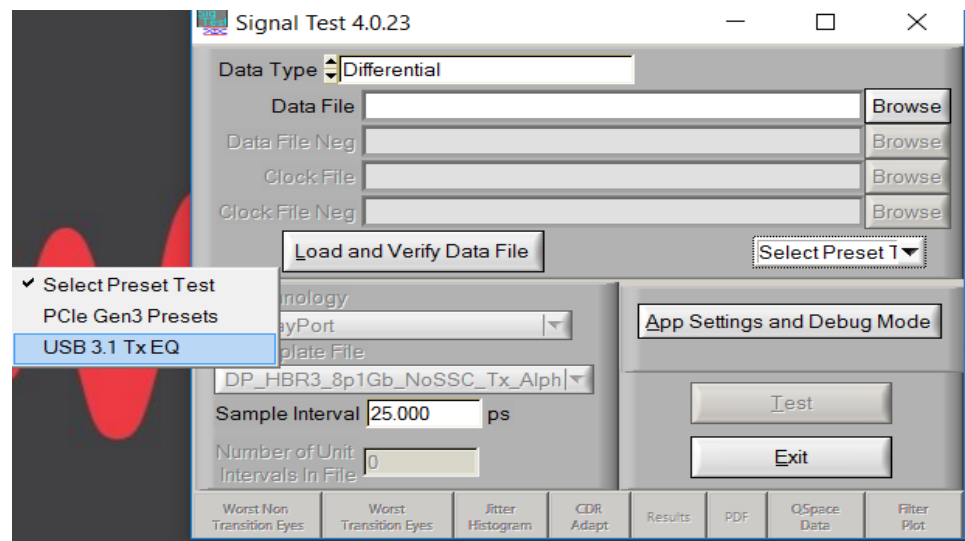 Signal Test 4.0.23
Data Type Differential
Data File Browse
Data File Neg Browse
Clock File Browse
Clock File Neg Browse
Load and Verify Data File Select Preset T
Select Preset Test
PCIe Gen3 Presets
USB 3.1 Tx EQ
App Settings and Debug Mode
DP_HBR3_8p1Gb_NoSSC_Tx_Alph
Sample Interval 25.000 ps
Number of Unit
Intervals In File 0
Test
Exit
Worst Non
Transition Eyes
Worst
Transition Eyes
Jitter
Histogram
CDR
Adapt
Results
PDF
QSpace
Data
Filter
Plot